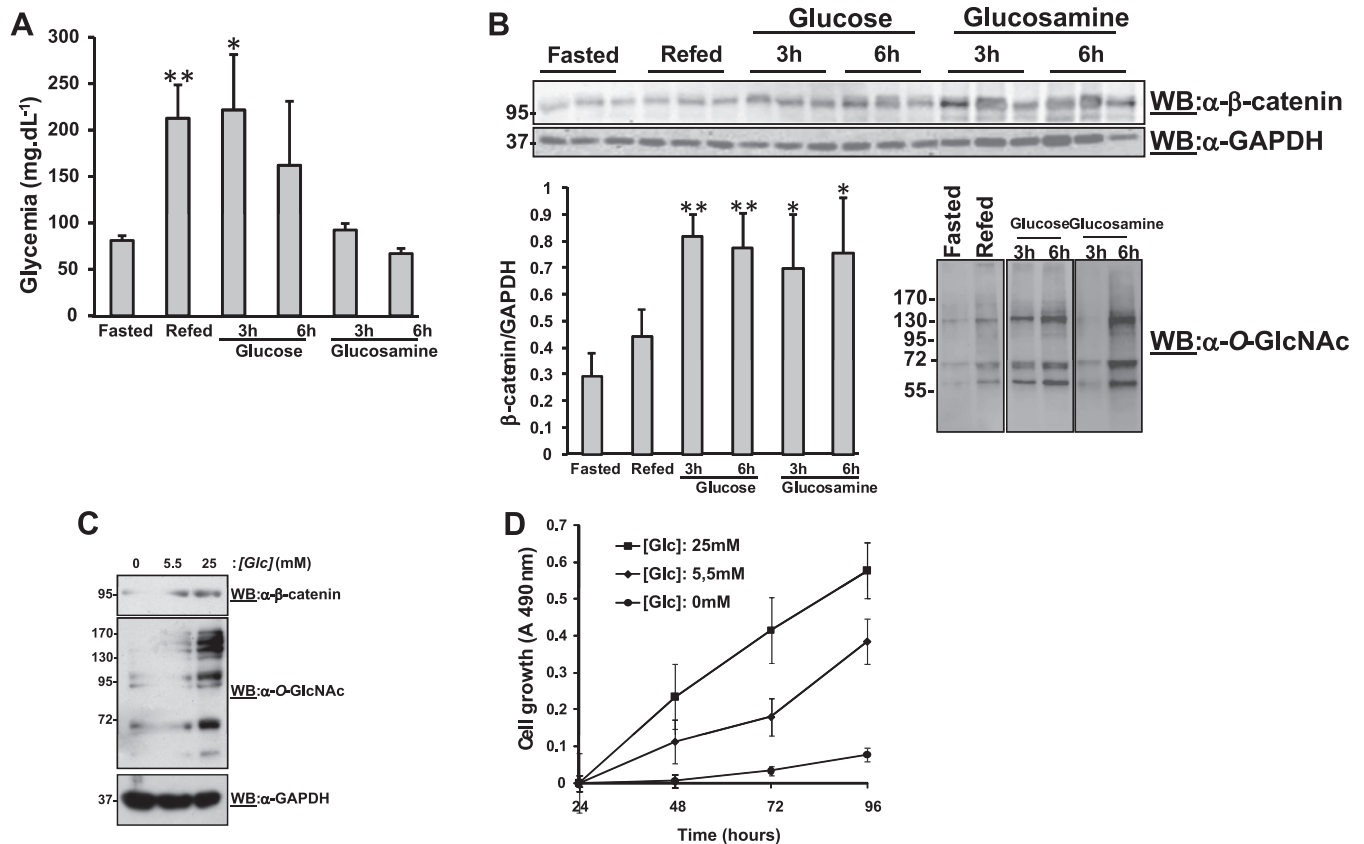 A
300
250
200
150
100
50
0
Glycemia (mg.dL-1)
**
*
Fasted Refed 3h 6h 3h 6h
Glucose Glucosamine
B
Glucose Glucosamine
Fasted Refed 3h 6h 3h 6h
95
WB:α-β-catenin
37
WB:α-GAPDH
1
0.9
0.8
0.7
0.6
0.5
0.4
0.3
0.2
0.1
0
β-catenin/GAPDH
** ** * *
Fasted Refed 3h 6h 3h 6h
Glucose Glucosamine
Fasted Refed
Glucose Glucosamine
3h 6h 3h 6h
170
130
95
72
55
WB:α-O-GlcNAc
C
0 5.5 25 :[Glc] (mM)
95
WB:α-β-catenin
170
130
95
72
WB:α-O-GlcNAc
37
WB:α-GAPDH
D
0.7
0.6
0.5
0.4
0.3
0.2
0.1
0
Cell growth (A 490 nm)
[Glc]: 25mM
[Glc]: 5,5mM
[Glc]: 0mM
24 48 72 96
Time (hours)